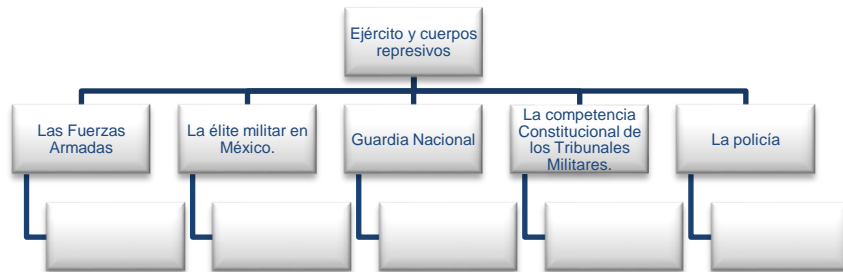 Ejército y cuerpos
represivos
Las Fuerzas
Armadas
La élite militar en
México.
Guardia Nacional
La competencia
Constitucional de
los Tribunales
Militares.
La policía